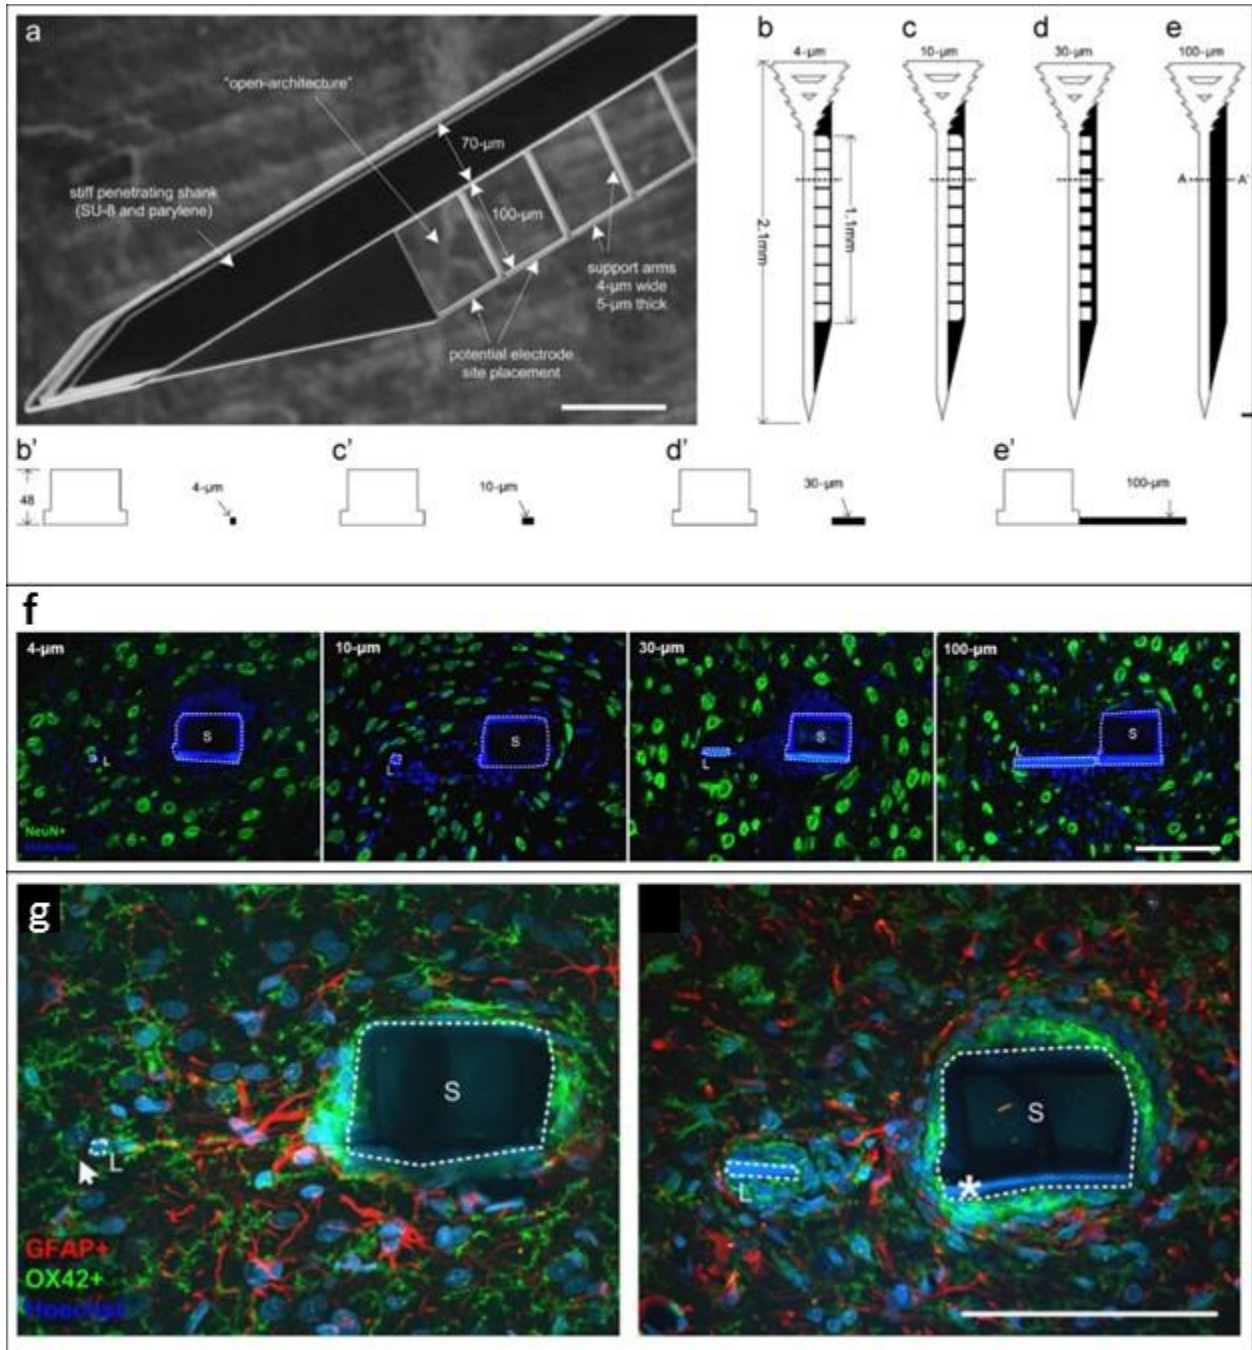 a
"open-architecture"
70-µm
stiff penetrating shank
(SU-8 and parylene)
100-µm
support arms
4-µm wide
5-µm thick
potential electrode
site placement
b
c
d
e
4-µm
10-µm
30-µm
100-µm
2.1mm
1.1mm
A
A'
b'
c'
d'
e'
48
4-µm
10-µm
30-µm
100-µm
f
4-µm
10-µm
30-µm
100-µm
S
L
S
L
S
L
S
L
NeuN+
g
S
L
S
L
*
GFAP+
OX42+
Hoechst